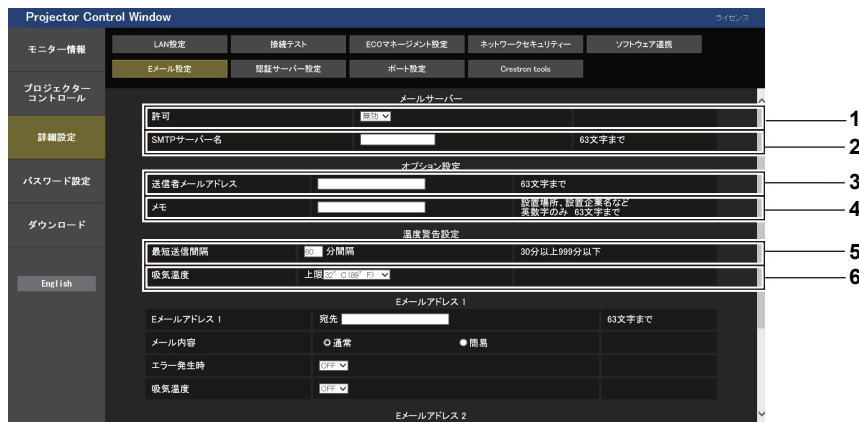 Projector Control Window
ライセンス
モニター情報
プロジェクター
コントロール
詳細設定
パスワード設定
ダウンロード
English
LAN設定
接続テスト
ECOマネージメント設定
ネットワークセキュリティー
ソフトウェア連携
Eメール設定
認証サーバー設定
ポート設定
Crestron tools
メールサーバー
許可 無効 1
SMTPサーバー名 63文字まで 2
オプション設定
送信者メールアドレス 63文字まで 3
メモ 設置場所、設置企業名など
英数字のみ 63文字まで 4
温度警告設定
最短送信間隔 60 分間隔 30分以上999分以下 5
吸気温度 上限 32°C(89°F) 6
Eメールアドレス 1
Eメールアドレス 1 宛先 63文字まで
メール内容 通常 簡易
エラー発生時 OFF
吸気温度 OFF
Eメールアドレス 2